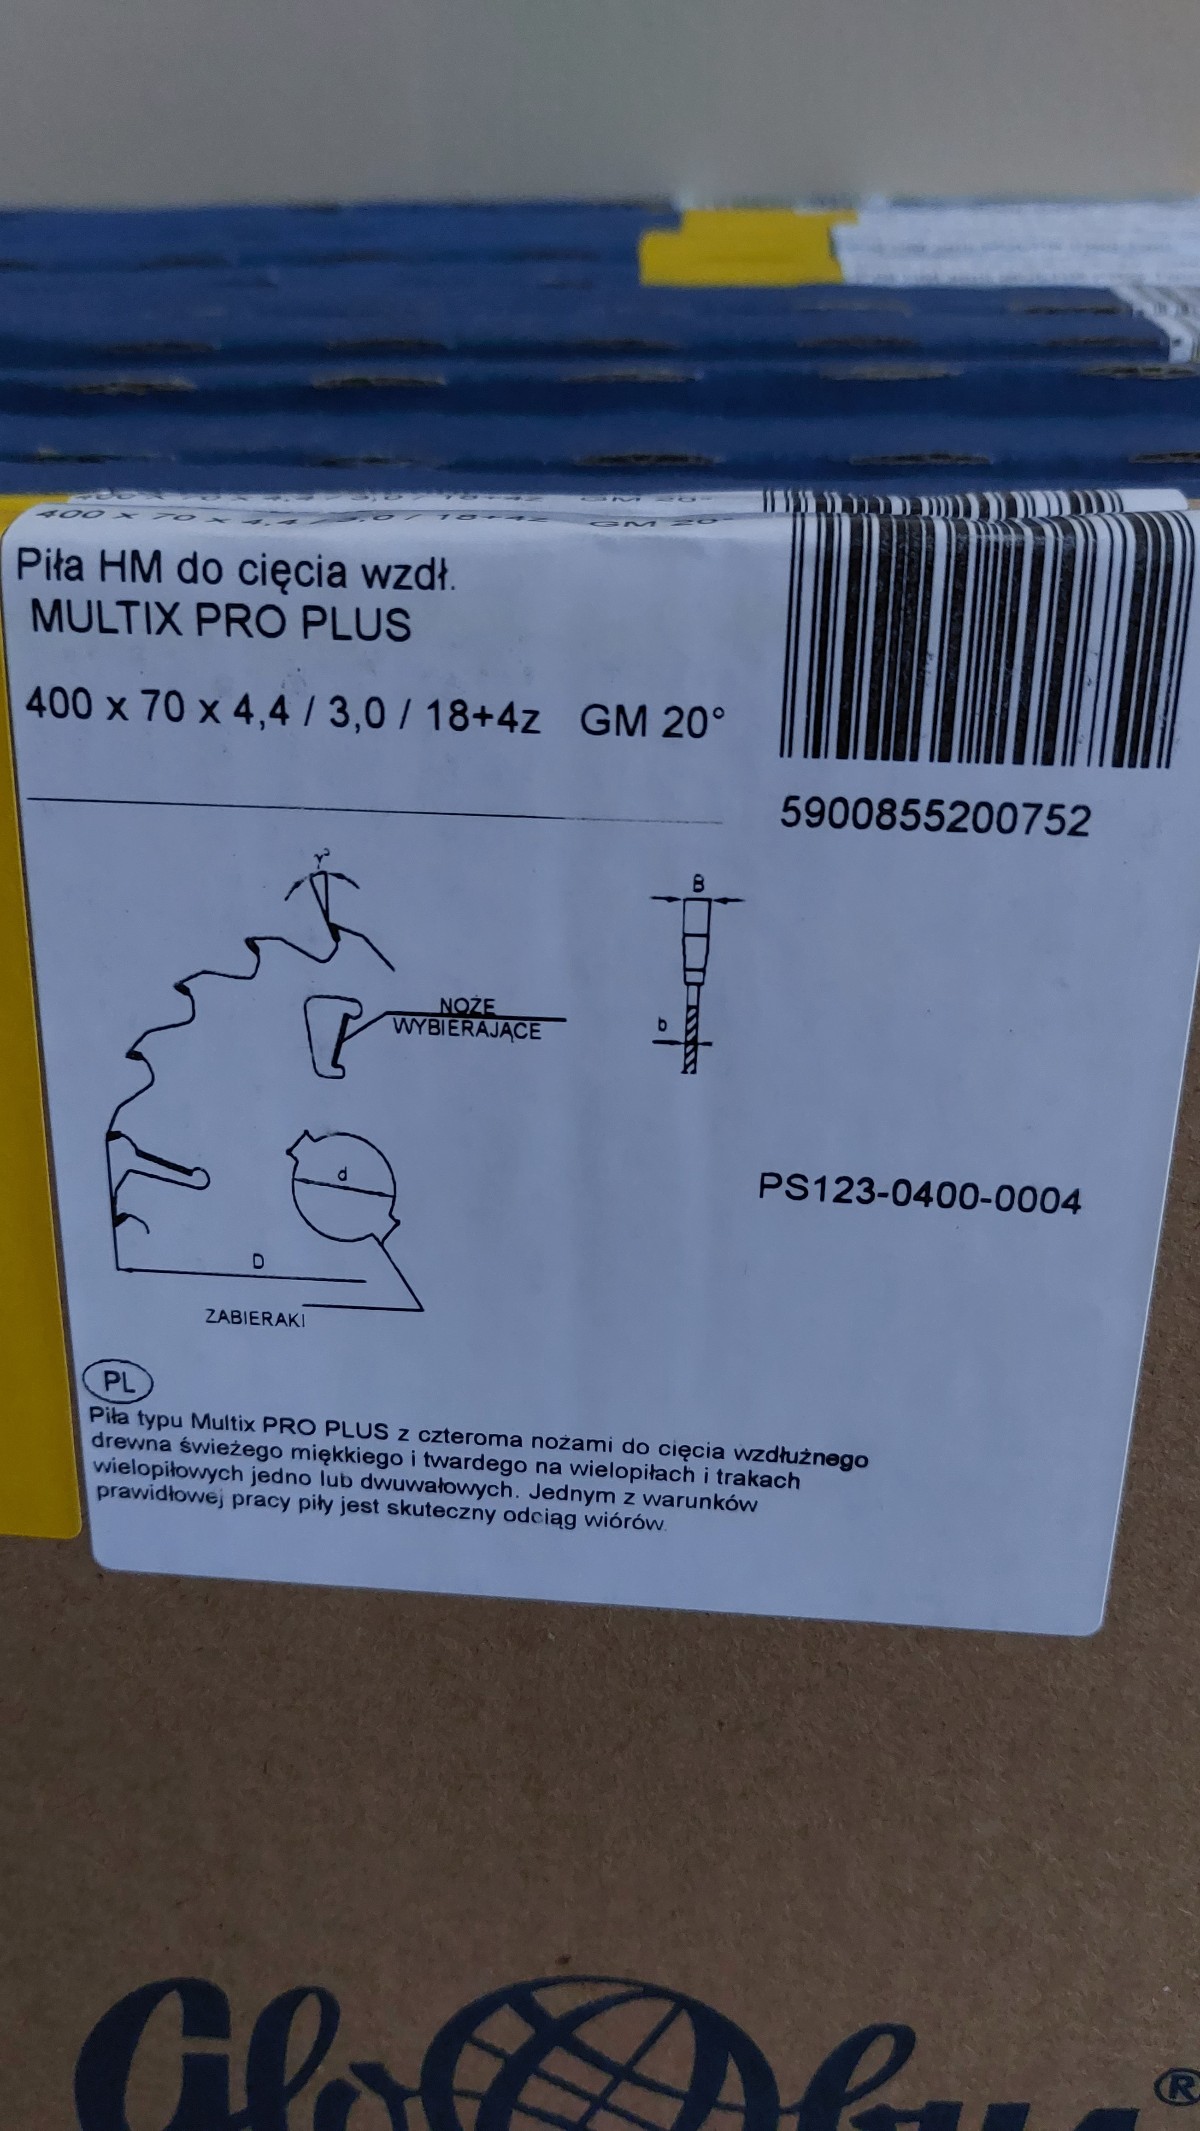 400 x 70 x 4,4 / 3,0 / 18+4z GM 20°
Piła HM do cięcia wzdł.
MULTIX PRO PLUS
400 x 70 x 4,4 / 3,0 / 18+4z GM 20°
5900855200752
γ
B
NOŻE
WYBIERAJĄCE
b
d
PS123-0400-0004
D
ZABIERAKI
PL
Piła typu Multix PRO PLUS z czteroma nożami do cięcia wzdłużnego
drewna świeżego miękkiego i twardego na wielopiłach i trakach
wielopiłowych jedno lub dwuwałowych. Jednym z warunków
prawidłowej pracy piły jest skuteczny odciąg wiórów.
Globus ®